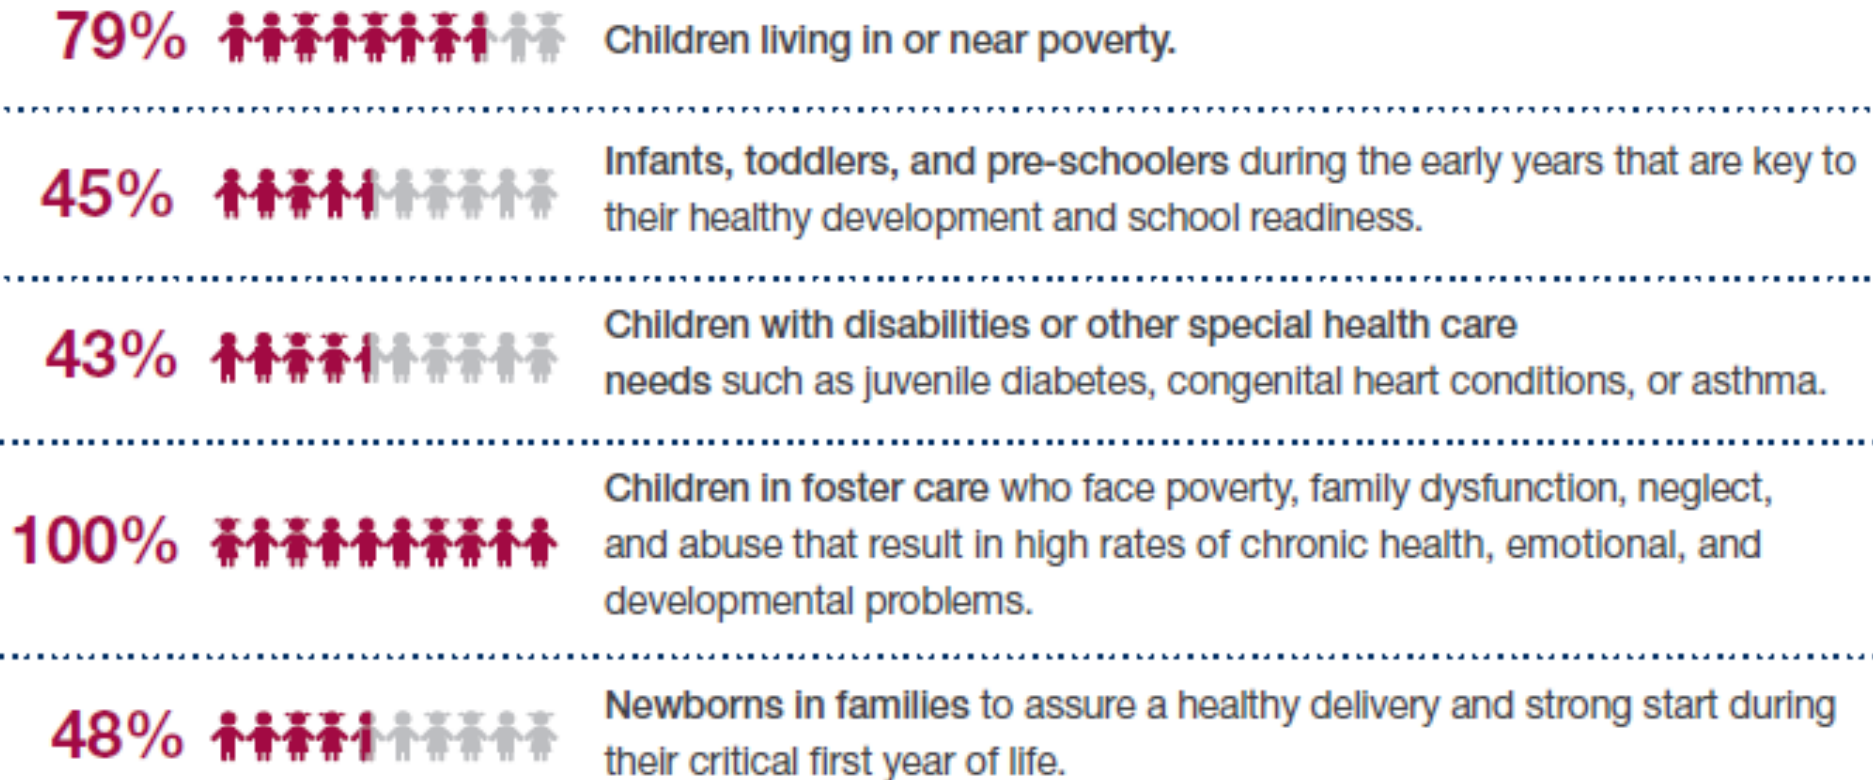 79% Children living in or near poverty.
45% Infants, toddlers, and pre-schoolers during the early years that are key to
their healthy development and school readiness.
43% Children with disabilities or other special health care
needs such as juvenile diabetes, congenital heart conditions, or asthma.
100% Children in foster care who face poverty, family dysfunction, neglect,
and abuse that result in high rates of chronic health, emotional, and
developmental problems.
48% Newborns in families to assure a healthy delivery and strong start during
their critical first year of life.